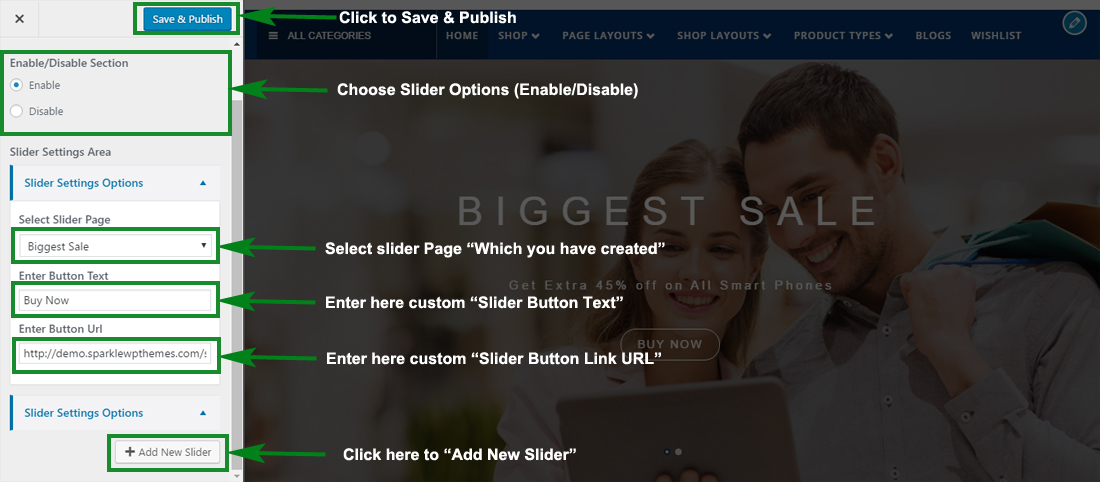 Save & Publish
Click to Save & Publish
ALL CATEGORIES
HOME
SHOP
PAGE LAYOUTS
SHOP LAYOUTS
PRODUCT TYPES
BLOGS
WISHLIST
Enable/Disable Section
Enable
Choose Slider Options (Enable/Disable)
Disable
Slider Settings Area
Slider Settings Options
BIGGEST SALE
Select Slider Page
Biggest Sale
Select slider Page “Which you have created”
Enter Button Text
Get Extra 45% off on All Smart Phones
Buy Now
Enter here custom “Slider Button Text”
Enter Button Url
BUY NOW
http://demo.sparklewpthemes.com/s
Enter here custom “Slider Button Link URL”
Slider Settings Options
Add New Slider
Click here to “Add New Slider”